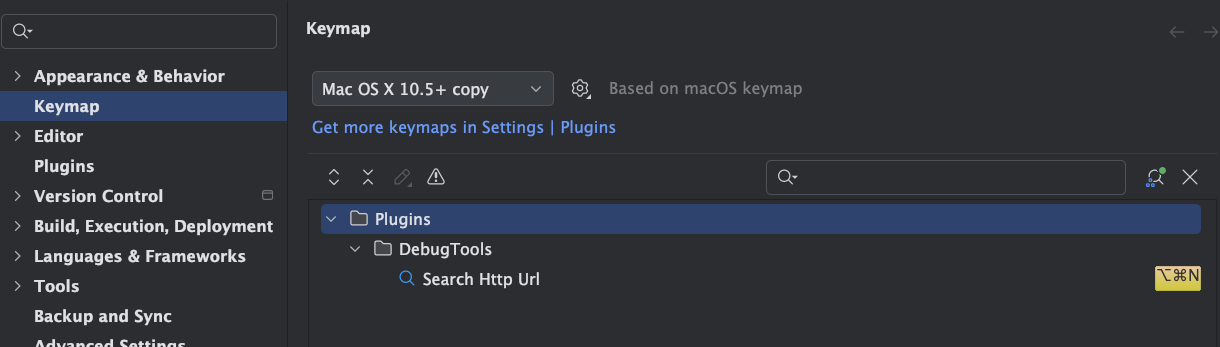 Keymap
Appearance & Behavior
Keymap
Editor
Plugins
Version Control
Build, Execution, Deployment
Languages & Frameworks
Tools
Backup and Sync
Advanced Settings
Mac OS X 10.5+ copy
Based on macOS keymap
Get more keymaps in Settings | Plugins
Plugins
DebugTools
Search Http Url
⌥⌘N